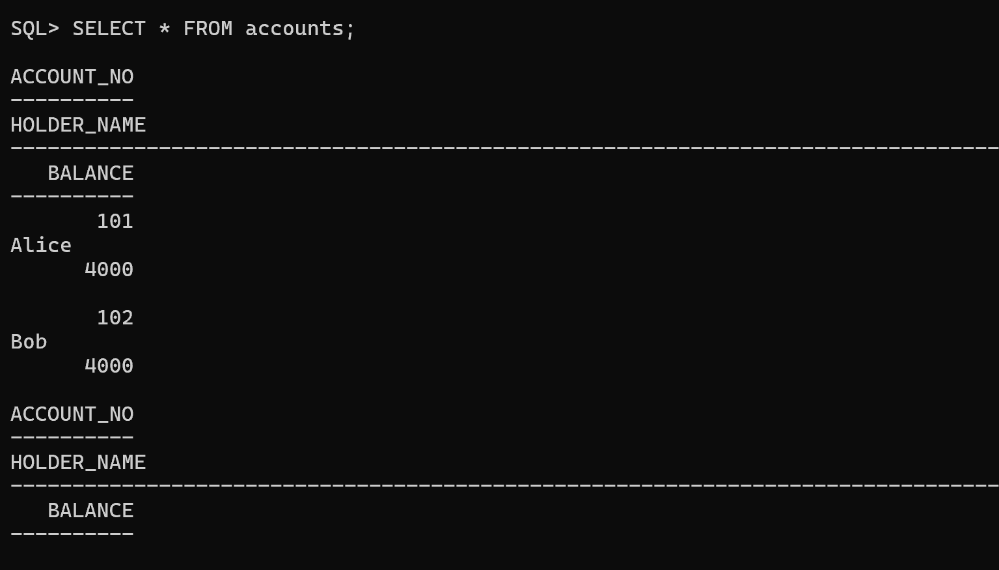 SQL> SELECT * FROM accounts;
ACCOUNT_NO
----------
HOLDER_NAME
--------------------------------------------------------------------------------
   BALANCE
----------
       101
Alice
      4000
       102
Bob
      4000
ACCOUNT_NO
----------
HOLDER_NAME
--------------------------------------------------------------------------------
   BALANCE
----------